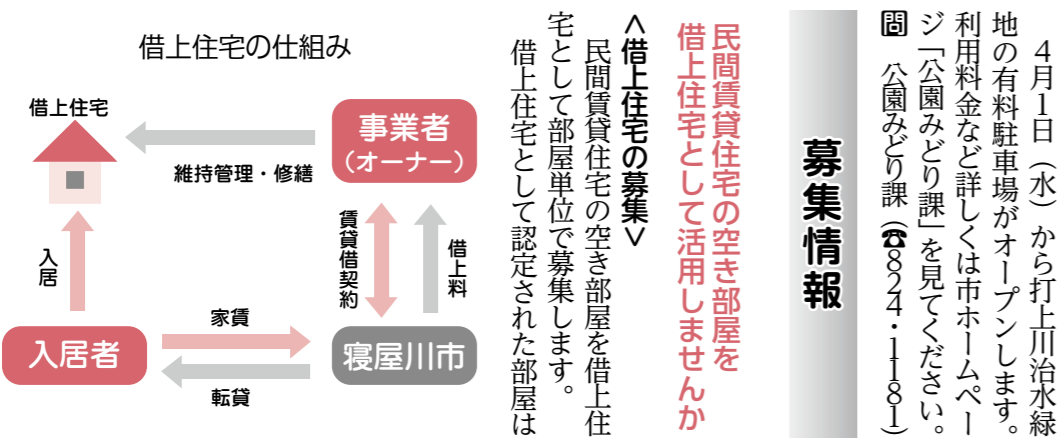 ４月１日（水）から打上川治水緑
地の有料駐車場がオープンします。
利用料金など詳しくは市ホームペー
ジ「公園みどり課」を見てください。
問　公園みどり課（☎８２４・１１８１）
募集情報
民間賃貸住宅の空き部屋を
借上住宅として活用しませんか
＜借上住宅の募集＞
民間賃貸住宅の空き部屋を借上住
宅として部屋単位で募集します。
借上住宅として認定された部屋は
借上住宅の仕組み
借上住宅
事業者
（オーナー）
維持管理・修繕
入居
賃貸借契約
借上料
入居者
家賃
転貸
寝屋川市